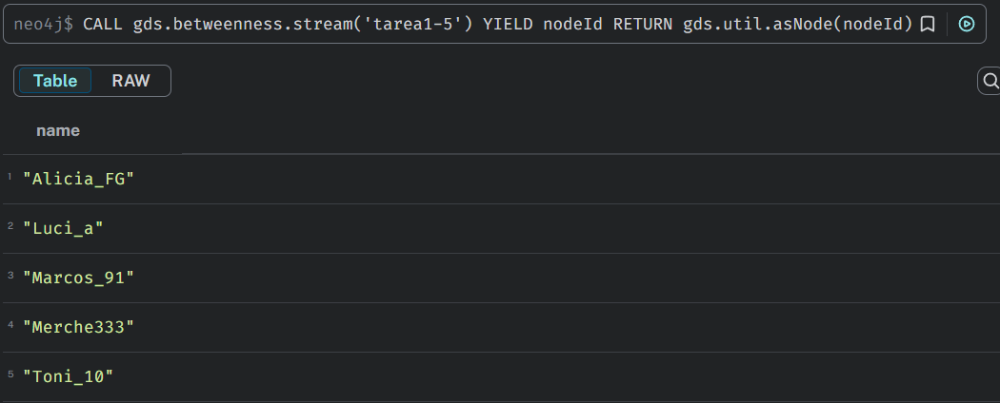 neo4j$ CALL gds.betweenness.stream('tarea1-5') YIELD nodeId RETURN gds.util.asNode(nodeId)
Table RAW
name
1 "Alicia_FG"
2 "Luci_a"
3 "Marcos_91"
4 "Merche333"
5 "Toni_10"